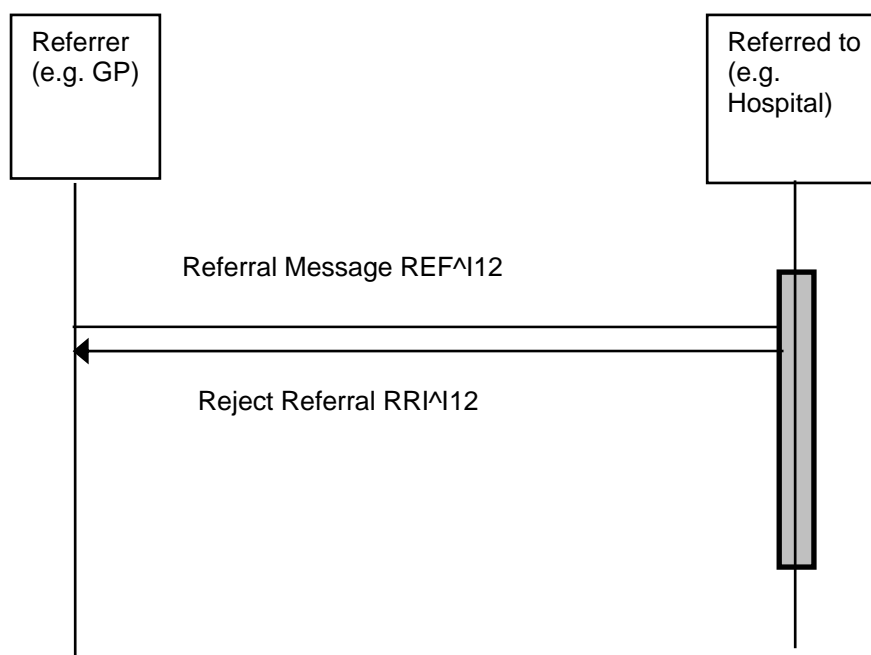 Referrer
(e.g. GP)
Referred to
(e.g.
Hospital)
Referral Message REF^I12
Reject Referral RRI^I12